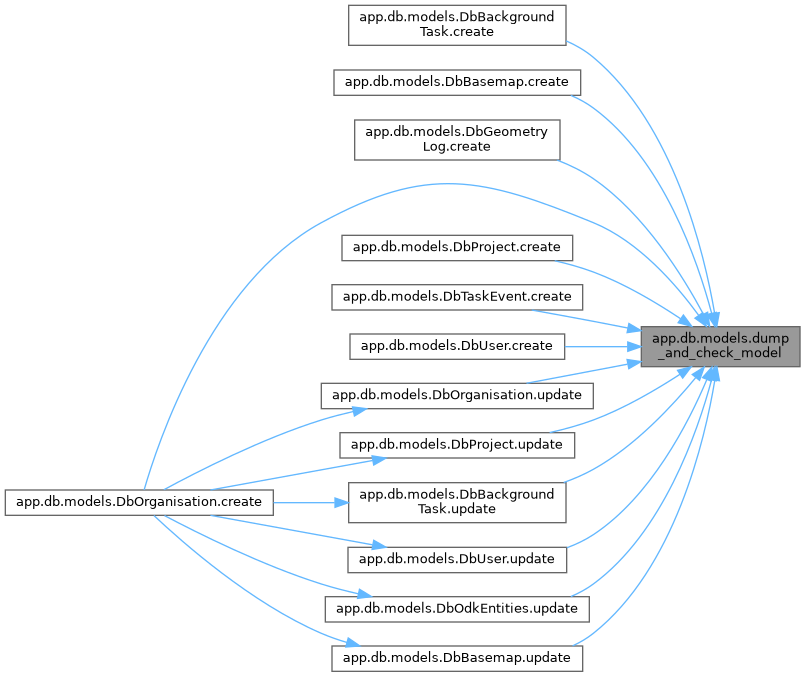 app.db.models.DbBackground
Task.create
app.db.models.DbBasemap.create
app.db.models.DbGeometry
Log.create
app.db.models.DbProject.create
app.db.models.DbTaskEvent.create
app.db.models.DbUser.create
app.db.models.dump
_and_check_model
app.db.models.DbOrganisation.update
app.db.models.DbProject.update
app.db.models.DbOrganisation.create
app.db.models.DbBackground
Task.update
app.db.models.DbUser.update
app.db.models.DbOdkEntities.update
app.db.models.DbBasemap.update